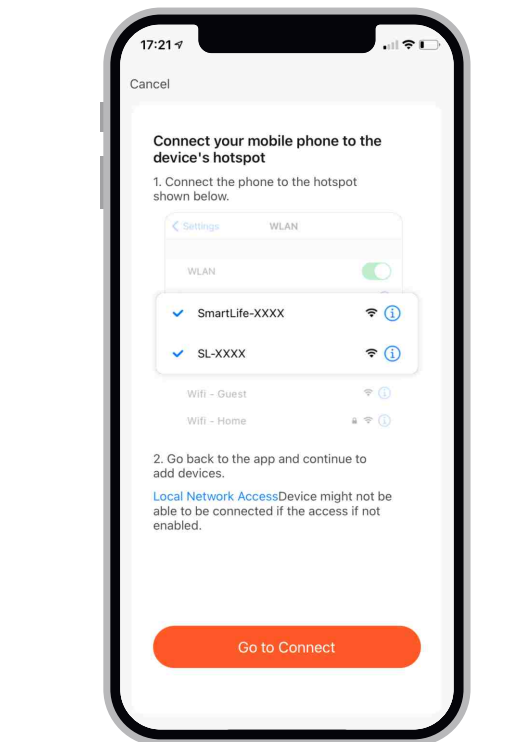 17:21
Cancel
Connect your mobile phone to the
device's hotspot
1. Connect the phone to the hotspot
shown below.
Settings WLAN
WLAN
SmartLife-XXXX
SL-XXXX
Wifi - Guest
Wifi - Home
2. Go back to the app and continue to
add devices.
Local Network AccessDevice might not be
able to be connected if the access if not
enabled.
Go to Connect